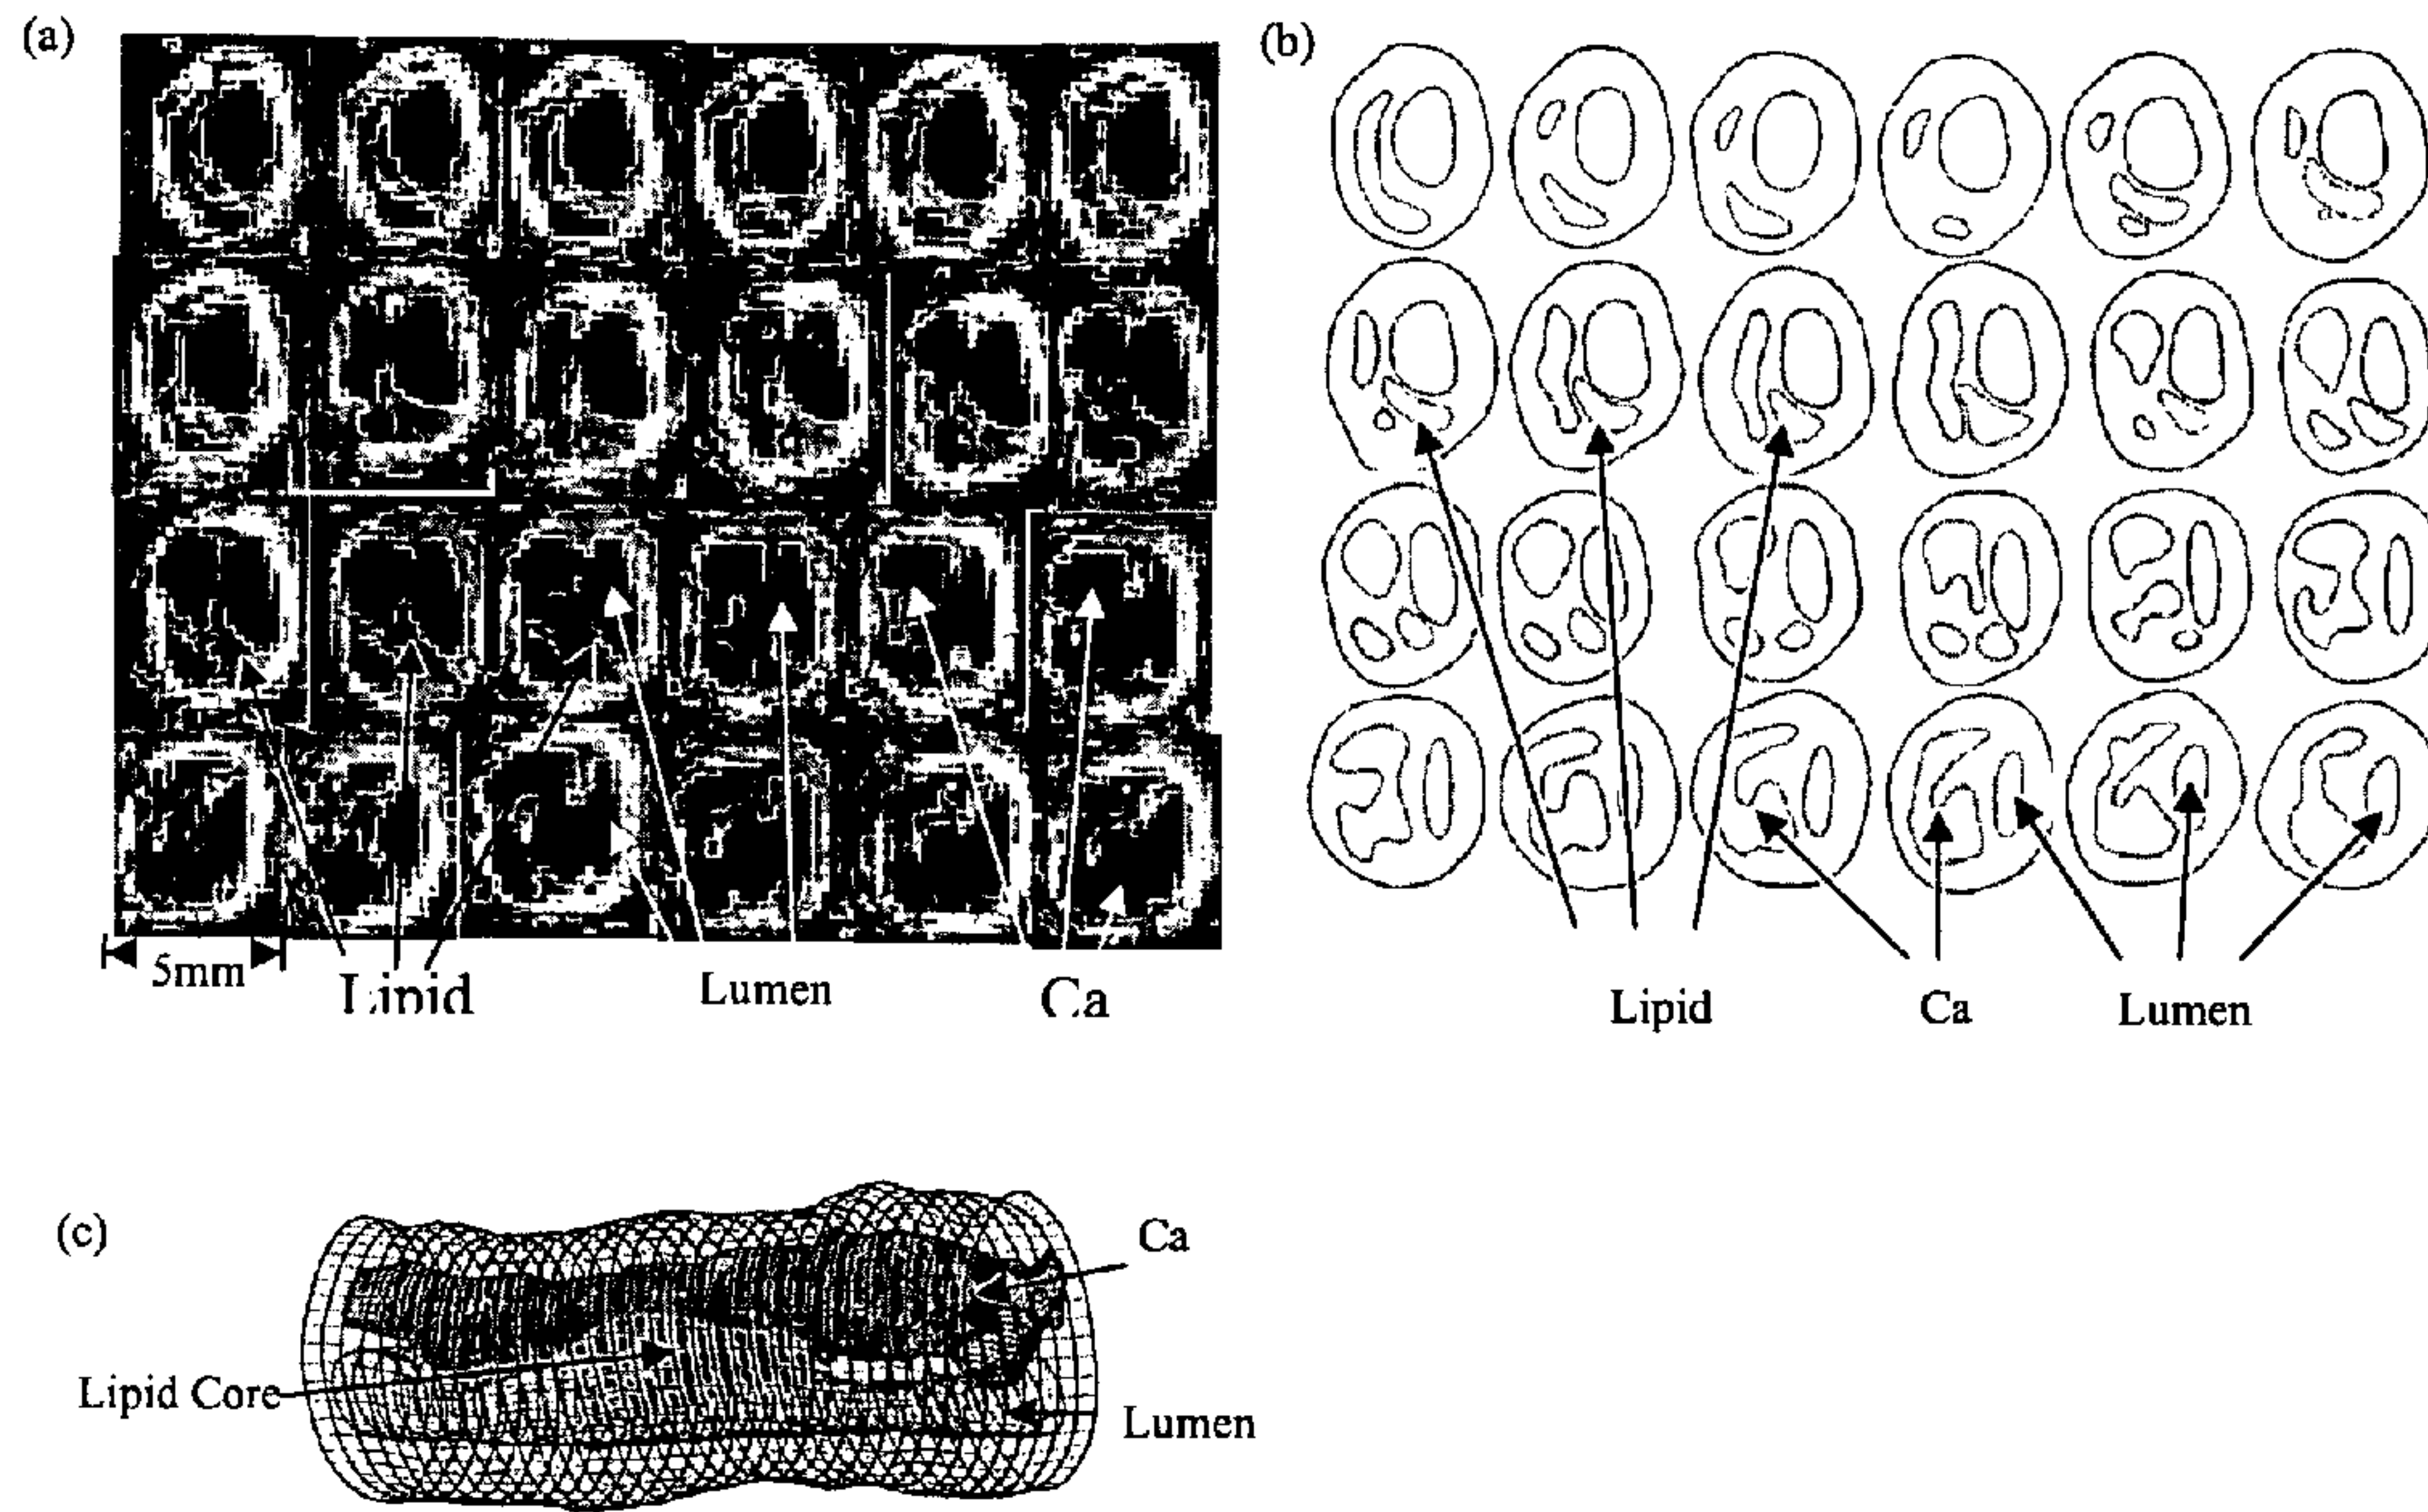 (a)
(b)
5mm
Lipid
Lumen
Ca
Lipid
Ca
Lumen
(c)
Ca
Lipid Core
Lumen